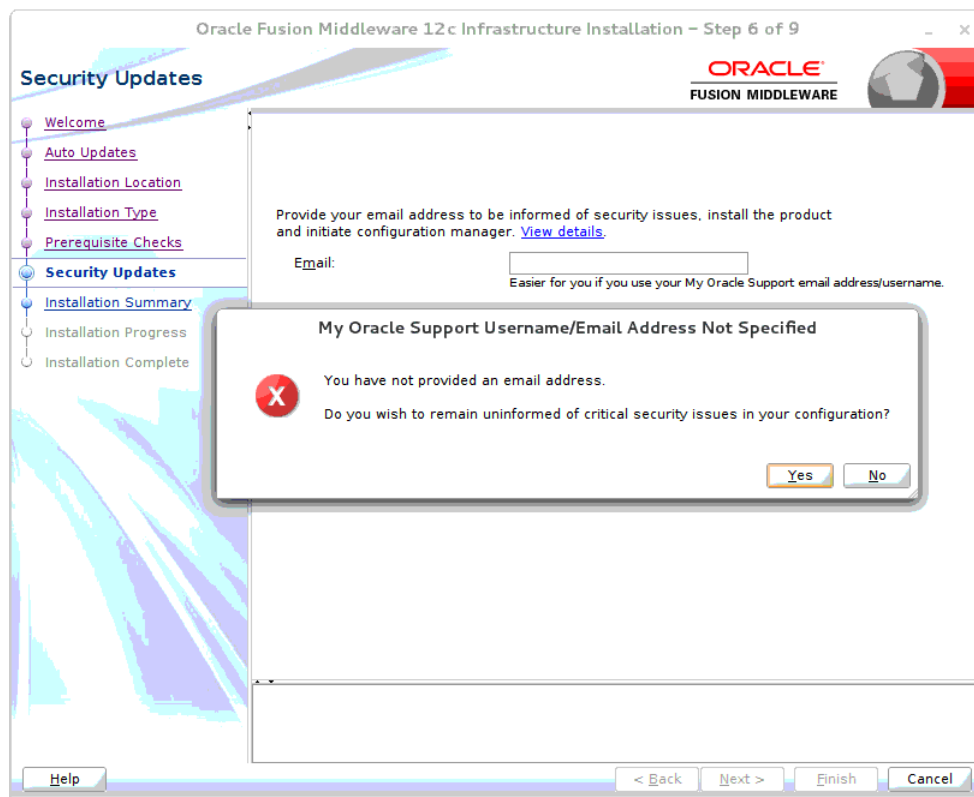 Oracle Fusion Middleware 12c Infrastructure Installation – Step 6 of 9
Security Updates
ORACLE
FUSION MIDDLEWARE
Welcome
Auto Updates
Installation Location
Installation Type
Prerequisite Checks
Security Updates
Installation Summary
Installation Progress
Installation Complete
Provide your email address to be informed of security issues, install the product
and initiate configuration manager. View details.
Email:
Easier for you if you use your My Oracle Support email address/username.
My Oracle Support Username/Email Address Not Specified
You have not provided an email address.
Do you wish to remain uninformed of critical security issues in your configuration?
Yes No
Help < Back Next > Finish Cancel